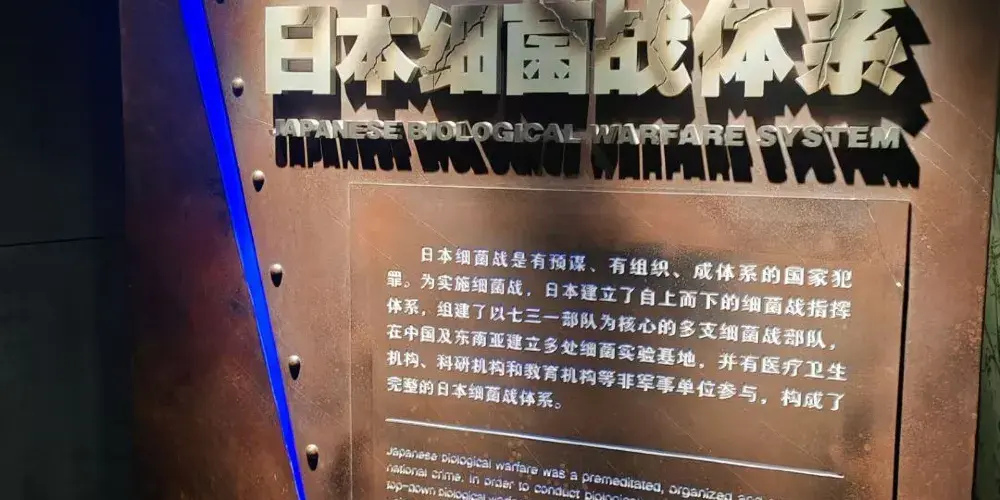 日本细菌战体系
JAPANESE BIOLOGICAL WARFARE SYSTEM
日本细菌战是有预谋、有组织、成体系的国家犯
罪。为实施细菌战，日本建立了自上而下的细菌战指挥
体系，组建了以七三一部队为核心的多支细菌战部队，
在中国及东南亚建立多处细菌实验基地，并有医疗卫生
机构、科研机构和教育机构等非军事单位参与，构成了
完整的日本细菌战体系。
Japanese biological warfare was a premeditated, organized and
national crime. In order to conduct biological
top-down biological